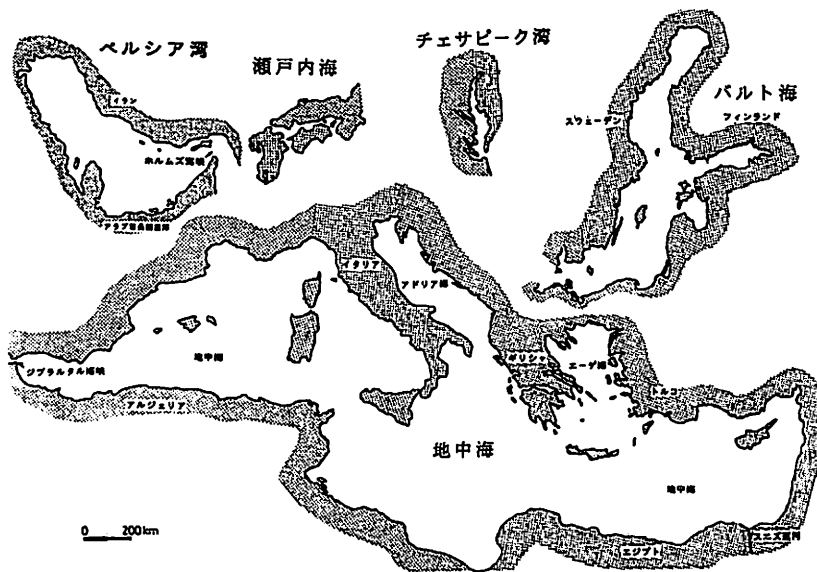 ペルシア湾
瀬戸内海
チェサピーク湾
バルト海
イラン
ホルムズ海峡
アラブ首長国連邦
スウェーデン
フィンランド
イタリア
アドリア海
地中海
ジブラルタル海峡
アルジェリア
ギリシャ
エーゲ海
トルコ
地中海
地中海
エジプト
スエズ運河
0 200km